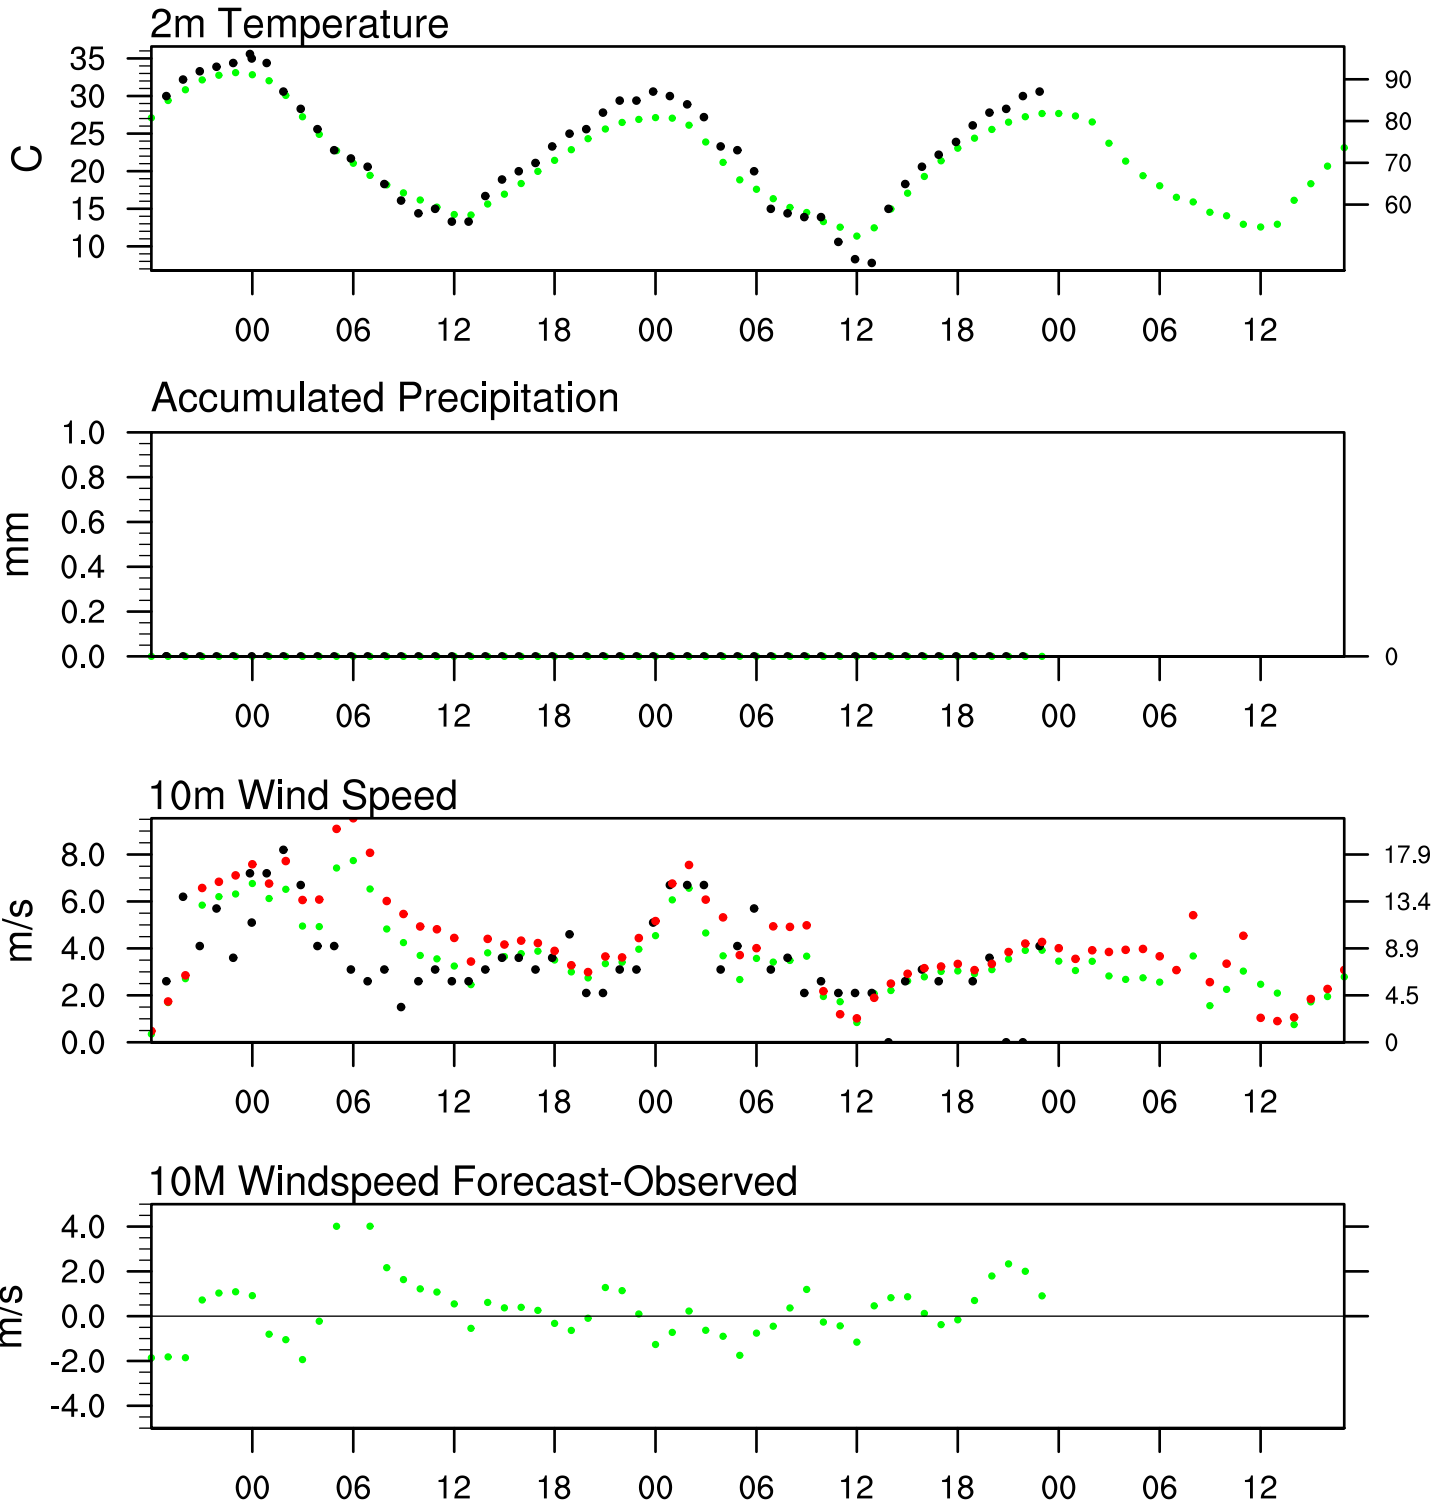 2m Temperature
35
30
25
20
15
10
C
90
80
70
60
00 06 12 18 00 06 12 18 00 06 12
Accumulated Precipitation
1.0
0.8
0.6
0.4
0.2
0.0
mm
0
00 06 12 18 00 06 12 18 00 06 12
10m Wind Speed
8.0
6.0
4.0
2.0
0.0
m/s
17.9
13.4
8.9
4.5
0
00 06 12 18 00 06 12 18 00 06 12
10M Windspeed Forecast-Observed
4.0
2.0
0.0
-2.0
-4.0
m/s
00 06 12 18 00 06 12 18 00 06 12